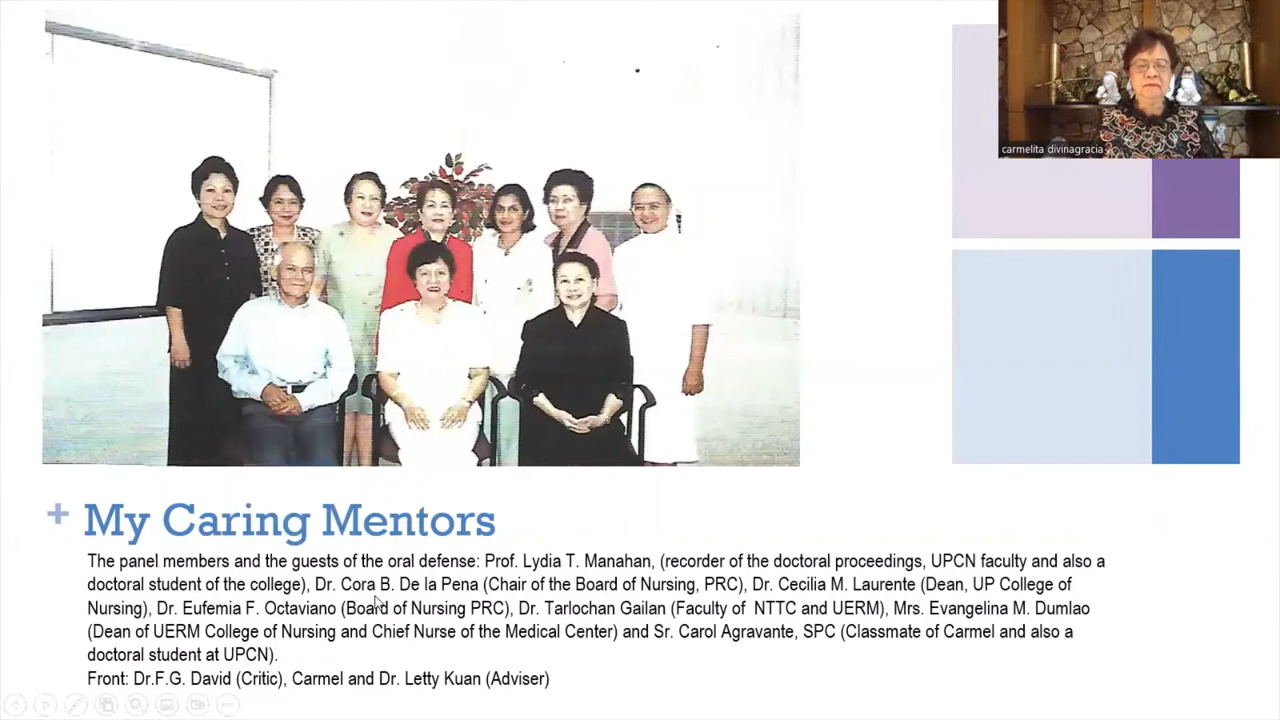 carmelita divinagracia
+ My Caring Mentors
The panel members and the guests of the oral defense: Prof. Lydia T. Manahan, (recorder of the doctoral proceedings, UPCN faculty and also a
doctoral student of the college), Dr. Cora B. De la Pena (Chair of the Board of Nursing, PRC), Dr. Cecilia M. Laurente (Dean, UP College of
Nursing), Dr. Eufemia F. Octaviano (Board of Nursing PRC), Dr. Tarlochan Gailan (Faculty of NTTC and UERM), Mrs. Evangelina M. Dumlao
(Dean of UERM College of Nursing and Chief Nurse of the Medical Center) and Sr. Carol Agravante, SPC (Classmate of Carmel and also a
doctoral student at UPCN).
Front: Dr.F.G. David (Critic), Carmel and Dr. Letty Kuan (Adviser)